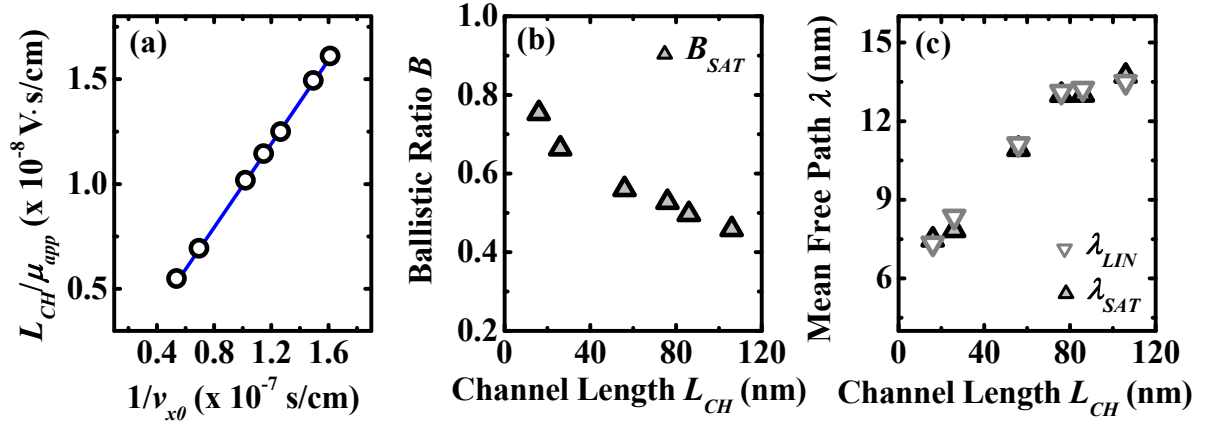 (a)
L_CH/μ_app (x 10^-8 V·s/cm)
1.5
1.0
0.5
0.4 0.8 1.2 1.6
1/v_x0 (x 10^-7 s/cm)
(b)
B_SAT
Ballistic Ratio B
1.0
0.8
0.6
0.4
0.2
0 40 80 120
Channel Length L_CH (nm)
(c)
Mean Free Path λ (nm)
15
12
9
6
λ_LIN
λ_SAT
0 40 80 120
Channel Length L_CH (nm)